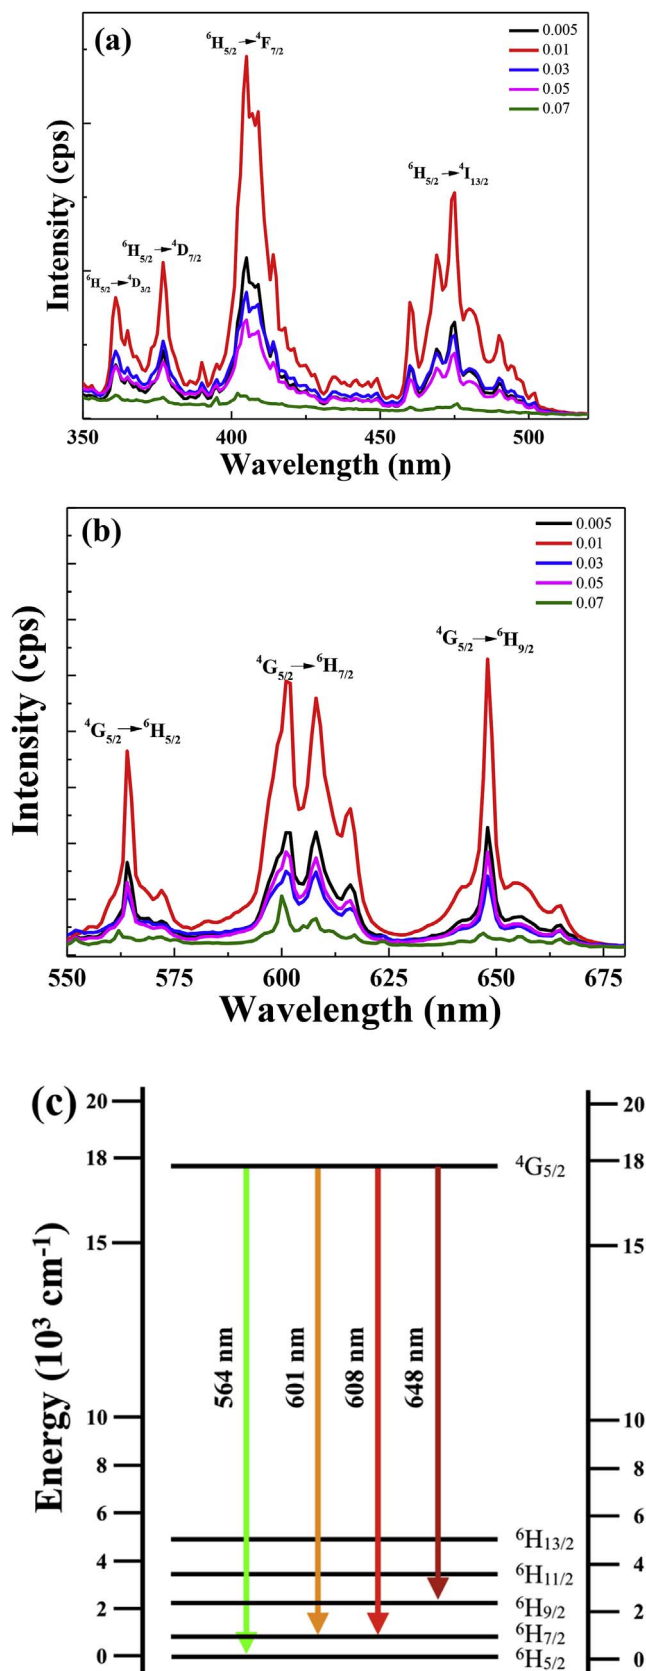 (a)
0.005
0.01
0.03
0.05
0.07
⁶H₅/₂→⁴F₇/₂
⁶H₅/₂→⁴I₁₃/₂
⁶H₅/₂→⁴D₇/₂
⁶H₅/₂→⁴D₃/₂
Intensity (cps)
350 400 450 500
Wavelength (nm)
(b)
0.005
0.01
0.03
0.05
0.07
⁴G₅/₂→⁶H₉/₂
⁴G₅/₂→⁶H₇/₂
⁴G₅/₂→⁶H₅/₂
Intensity (cps)
550 575 600 625 650 675
Wavelength (nm)
(c)
20 20
18 ⁴G₅/₂ 18
15 15
Energy (10³ cm⁻¹)
564 nm 601 nm 608 nm 648 nm
10 10
8 8
6 6
⁶H₁₃/₂
4 4
⁶H₁₁/₂
2 ⁶H₉/₂ 2
⁶H₇/₂
0 ⁶H₅/₂ 0